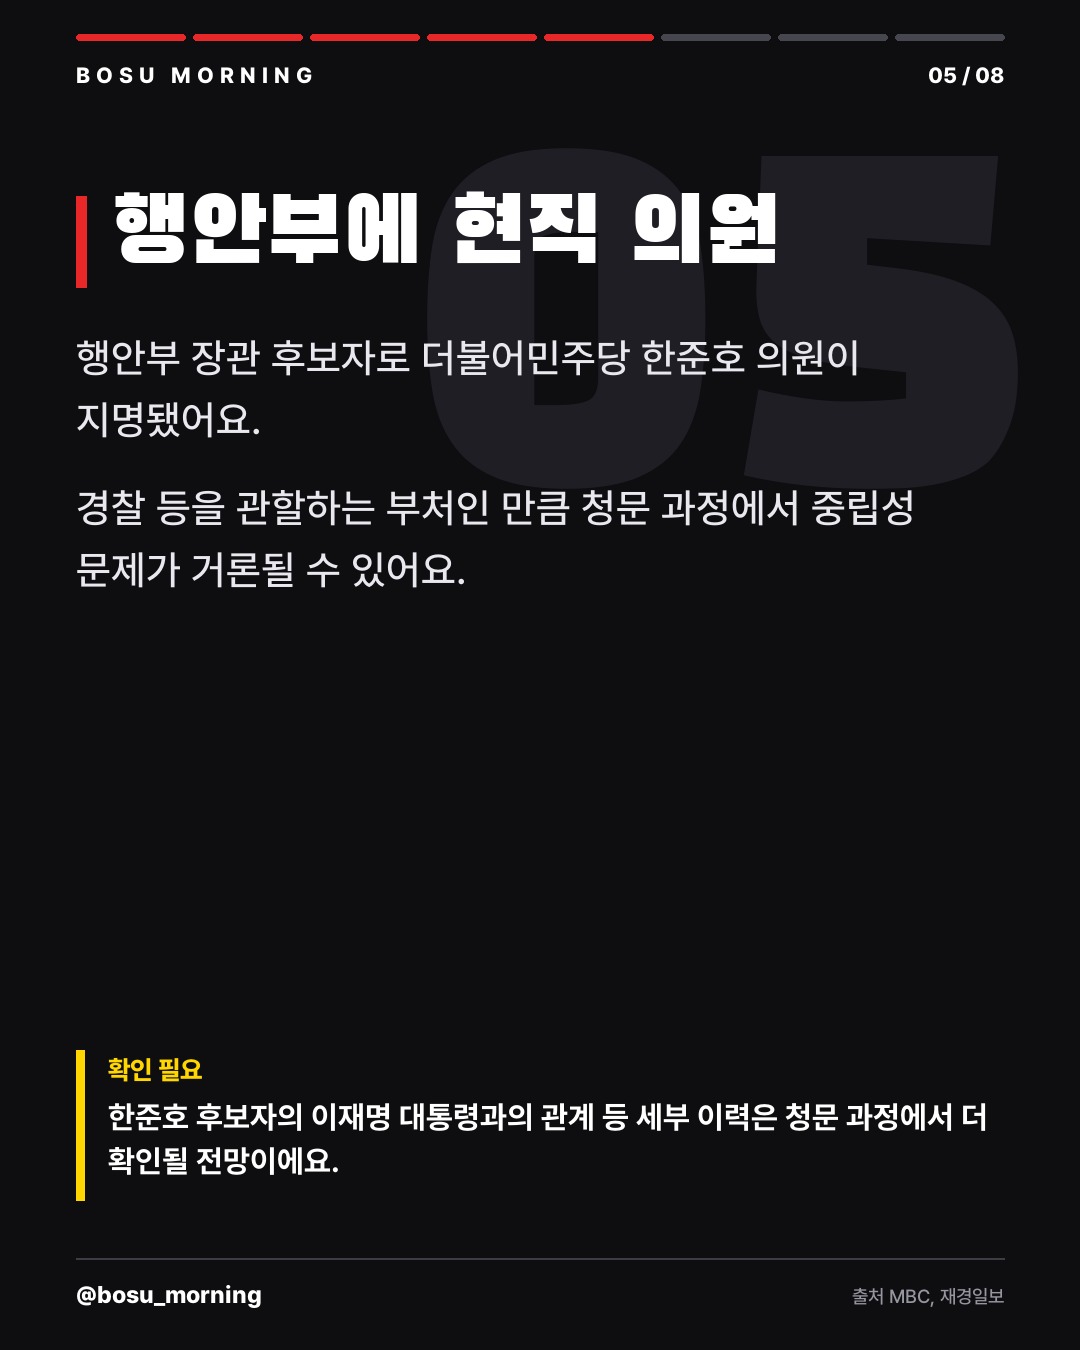 BOSU MORNING
05 / 08
05
행안부에 현직 의원
행안부 장관 후보자로 더불어민주당 한준호 의원이
지명됐어요.
경찰 등을 관할하는 부처인 만큼 청문 과정에서 중립성
문제가 거론될 수 있어요.
확인 필요
한준호 후보자의 이재명 대통령과의 관계 등 세부 이력은 청문 과정에서 더
확인될 전망이에요.
@bosu_morning
출처 MBC, 재경일보